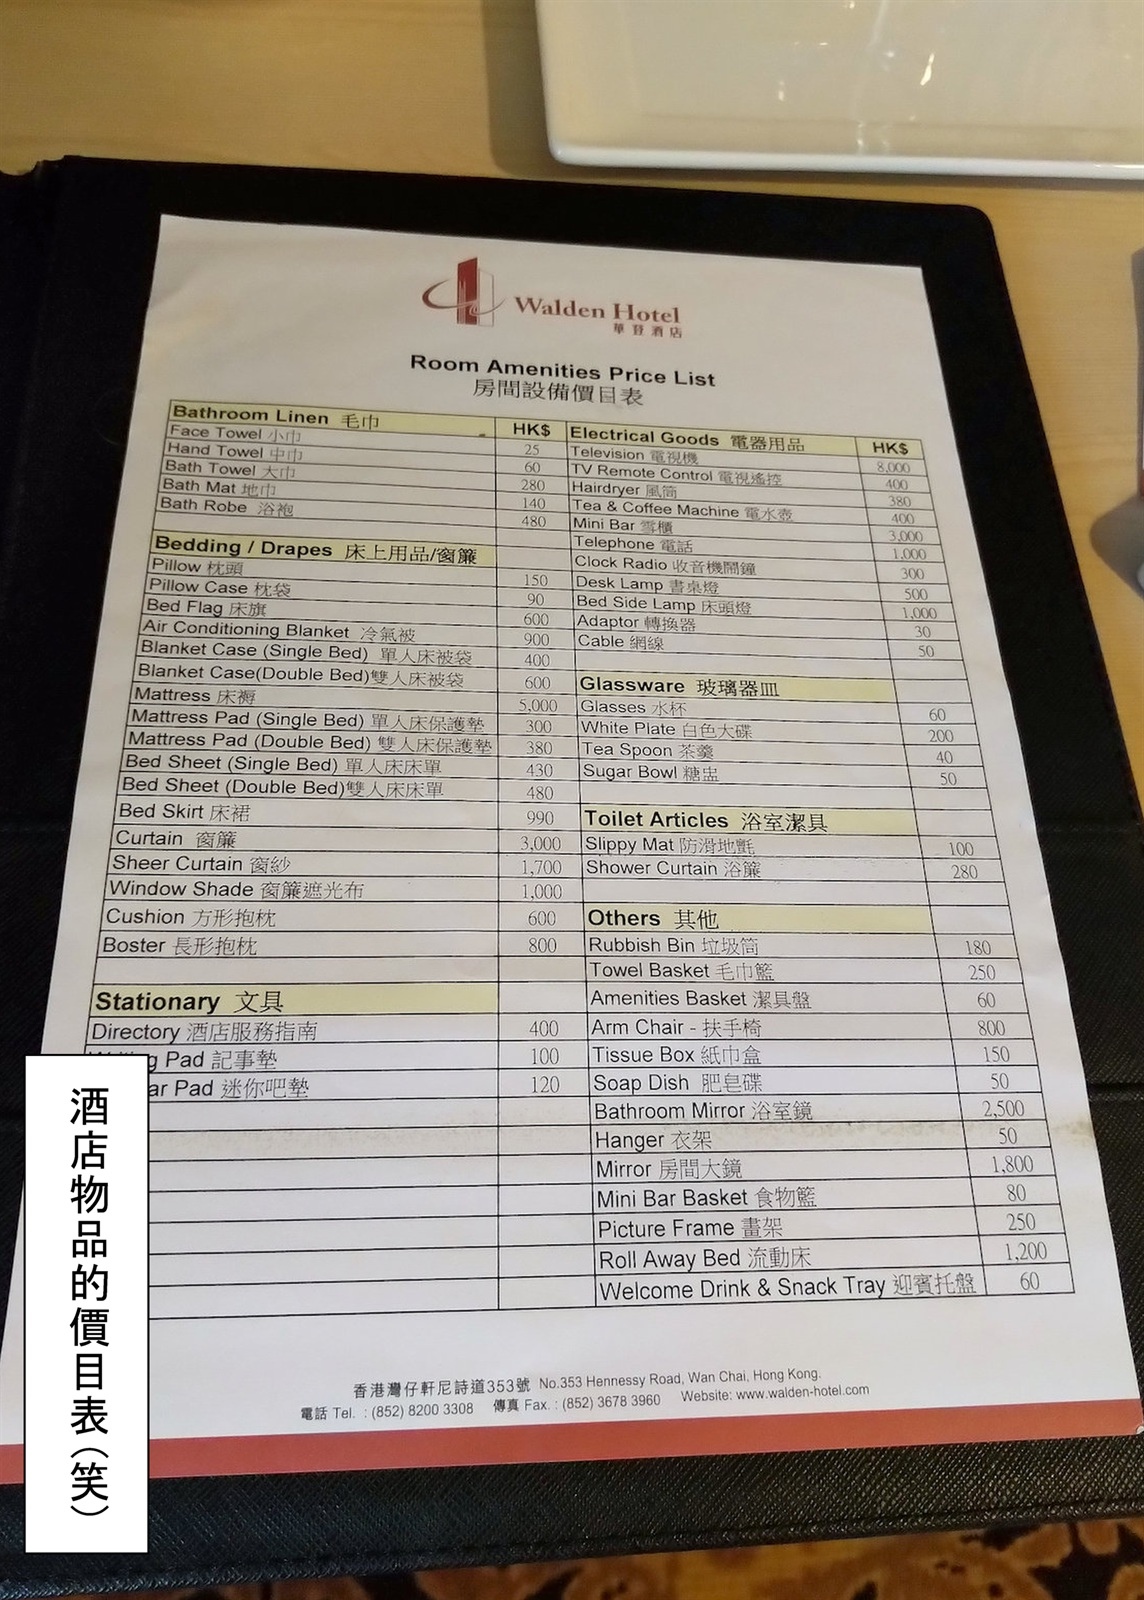 Walden Hotel
華登酒店
Room Amenities Price List
房間設備價目表
Bathroom Linen 毛巾 HK$
Face Towel 小巾 25
Hand Towel 中巾 60
Bath Towel 大巾 280
Bath Mat 地巾 140
Bath Robe 浴袍 480
Bedding / Drapes 床上用品/窗簾
Pillow 枕頭 150
Pillow Case 枕袋 90
Bed Flag 床旗 600
Air Conditioning Blanket 冷氣被 900
Blanket Case (Single Bed) 單人床被袋 400
Blanket Case(Double Bed)雙人床被袋 600
Mattress 床褥 5,000
Mattress Pad (Single Bed) 單人床保護墊 300
Mattress Pad (Double Bed) 雙人床保護墊 380
Bed Sheet (Single Bed) 單人床床單 430
Bed Sheet (Double Bed)雙人床床單 480
Bed Skirt 床裙 990
Curtain 窗簾 3,000
Sheer Curtain 窗紗 1,700
Window Shade 窗簾遮光布 1,000
Cushion 方形抱枕 600
Boster 長形抱枕 800
Stationary 文具
Directory 酒店服務指南 400
Pad 記事墊 100
ar Pad 迷你吧墊 120
Electrical Goods 電器用品 HK$
Television 電視機 8,000
TV Remote Control 電視遙控 400
Hairdryer 風筒 380
Tea & Coffee Machine 電水壺 400
Mini Bar 雪櫃 3,000
Telephone 電話 1,000
Clock Radio 收音機鬧鐘 300
Desk Lamp 書桌燈 500
Bed Side Lamp 床頭燈 1,000
Adaptor 轉換器 30
Cable 網線 50
Glassware 玻璃器皿
Glasses 水杯 60
White Plate 白色大碟 200
Tea Spoon 茶羹 40
Sugar Bowl 糖盅 50
Toilet Articles 浴室潔具
Slippy Mat 防滑地氈 100
Shower Curtain 浴簾 280
Others 其他
Rubbish Bin 垃圾筒 180
Towel Basket 毛巾籃 250
Amenities Basket 潔具盤 60
Arm Chair - 扶手椅 800
Tissue Box 紙巾盒 150
Soap Dish 肥皂碟 50
Bathroom Mirror 浴室鏡 2,500
Hanger 衣架 50
Mirror 房間大鏡 1,800
Mini Bar Basket 食物籃 80
Picture Frame 畫架 250
Roll Away Bed 流動床 1,200
Welcome Drink & Snack Tray 迎賓托盤 60
香港灣仔軒尼詩道353號 No.353 Hennessy Road, Wan Chai, Hong Kong.
電話 Tel. : (852) 8200 3308 傳真 Fax. : (852) 3678 3960 Website: www.walden-hotel.com
酒店物品的價目表(笑)